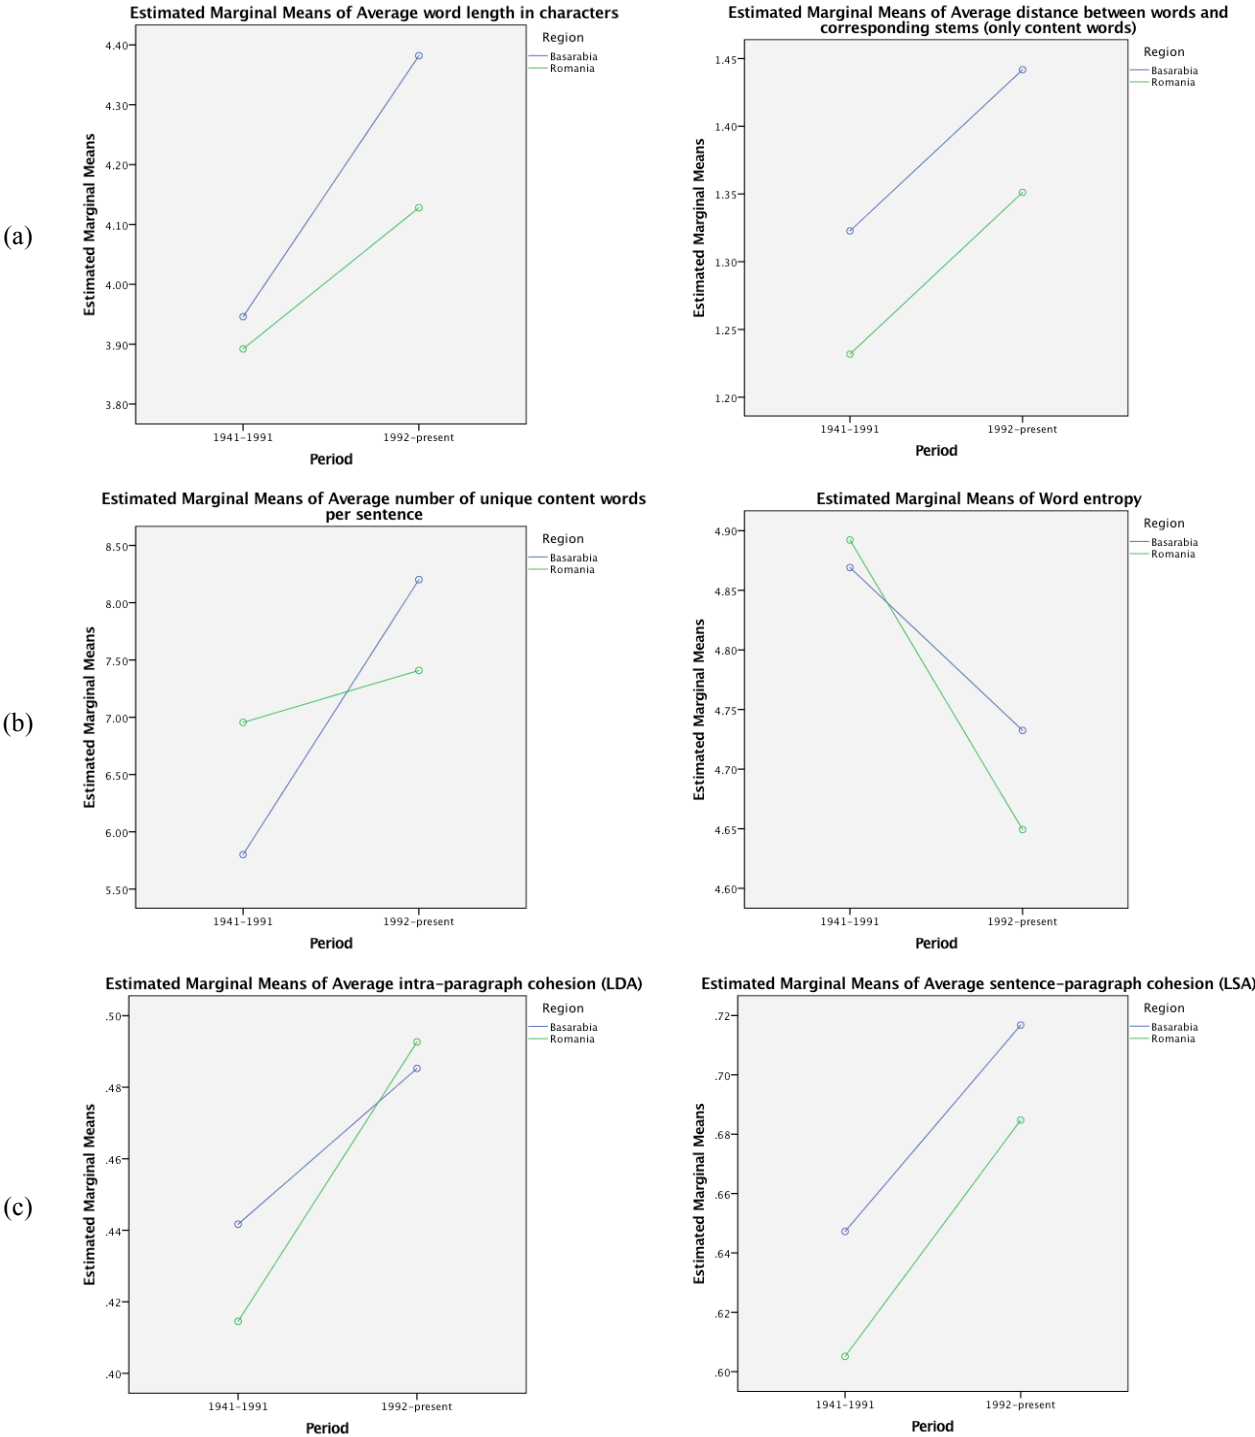 (a)
Estimated Marginal Means of Average word length in characters
Estimated Marginal Means
4.40
4.30
4.20
4.10
4.00
3.90
3.80
1941–1991
1992–present
Period
Region
Basarabia
Romania
Estimated Marginal Means of Average distance between words and
corresponding stems (only content words)
Estimated Marginal Means
1.45
1.40
1.35
1.30
1.25
1.20
1941–1991
1992–present
Period
Region
Basarabia
Romania
(b)
Estimated Marginal Means of Average number of unique content words
per sentence
Estimated Marginal Means
8.50
8.00
7.50
7.00
6.50
6.00
5.50
1941–1991
1992–present
Period
Region
Basarabia
Romania
Estimated Marginal Means of Word entropy
Estimated Marginal Means
4.90
4.85
4.80
4.75
4.70
4.65
4.60
1941–1991
1992–present
Period
Region
Basarabia
Romania
(c)
Estimated Marginal Means of Average intra–paragraph cohesion (LDA)
Estimated Marginal Means
.50
.48
.46
.44
.42
.40
1941–1991
1992–present
Period
Region
Basarabia
Romania
Estimated Marginal Means of Average sentence–paragraph cohesion (LSA)
Estimated Marginal Means
.72
.70
.68
.66
.64
.62
.60
1941–1991
1992–present
Period
Region
Basarabia
Romania